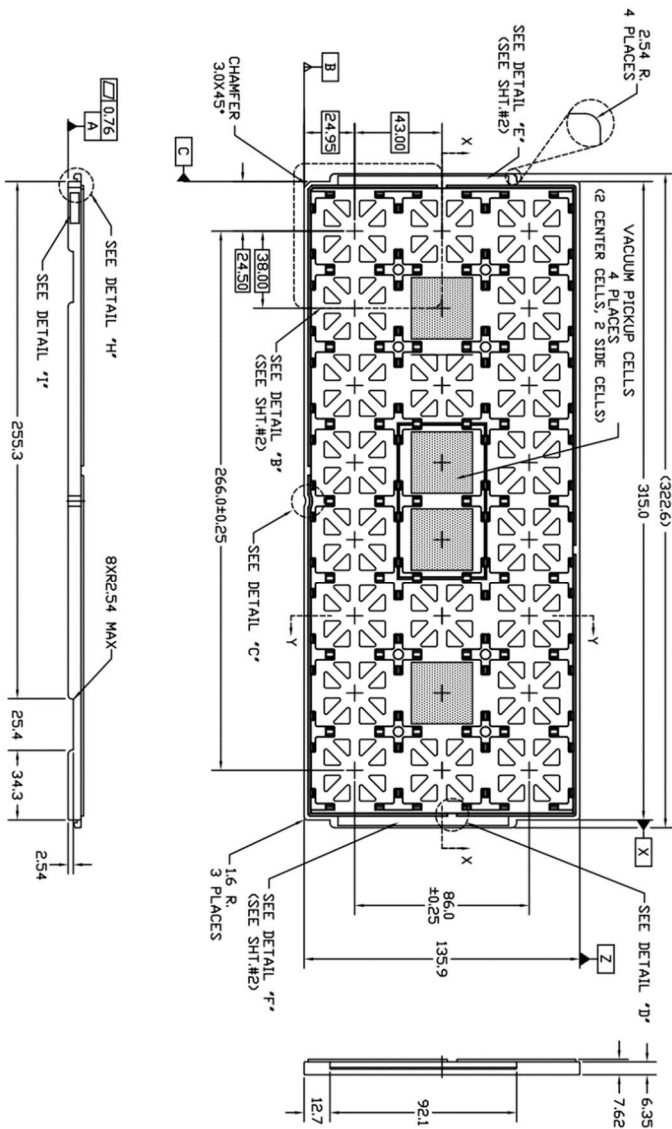 2.54 R.
4 PLACES
SEE DETAIL "E"
(SEE SHT.#2)
VACUUM PICKUP CELLS
4 PLACES
(2 CENTER CELLS, 2 SIDE CELLS)
(322.6)
315.0
X
Z
B
CHAMFER
3.0X45°
24.95
43.00
X
C
38.00
24.50
SEE DETAIL "B"
(SEE SHT.#2)
266.0±0.25
SEE DETAIL "C"
Y
Y
X
86.0
±0.25
135.9
SEE DETAIL "D"
1.6 R.
3 PLACES
SEE DETAIL "F"
(SEE SHT.#2)
0.76
A
SEE DETAIL "H"
SEE DETAIL "I"
255.3
8XR2.54 MAX
25.4
34.3
2.54
12.7
92.1
7.62
6.35